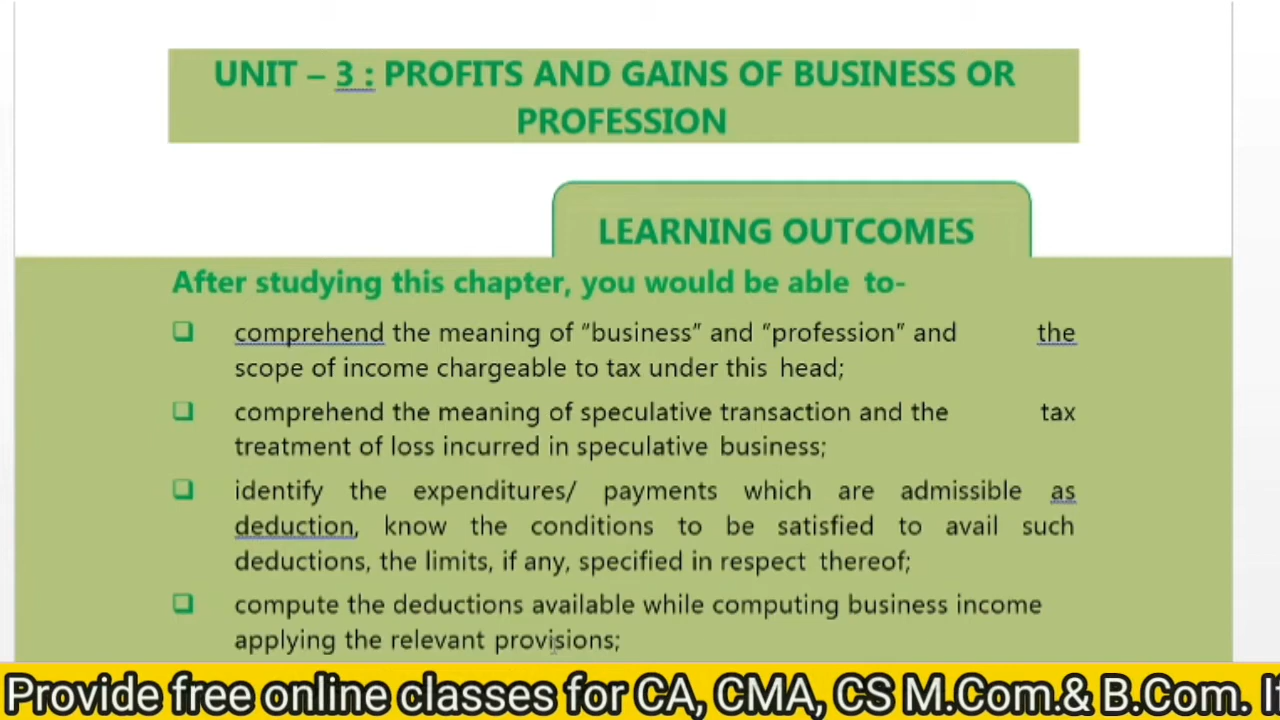 UNIT – 3 : PROFITS AND GAINS OF BUSINESS OR
PROFESSION
LEARNING OUTCOMES
After studying this chapter, you would be able to-
❑ comprehend the meaning of “business” and “profession” and the
scope of income chargeable to tax under this head;
❑ comprehend the meaning of speculative transaction and the tax
treatment of loss incurred in speculative business;
❑ identify the expenditures/ payments which are admissible as
deduction, know the conditions to be satisfied to avail such
deductions, the limits, if any, specified in respect thereof;
❑ compute the deductions available while computing business income
applying the relevant provisions;
Provide free online classes for CA, CMA, CS M.Com.& B.Com.